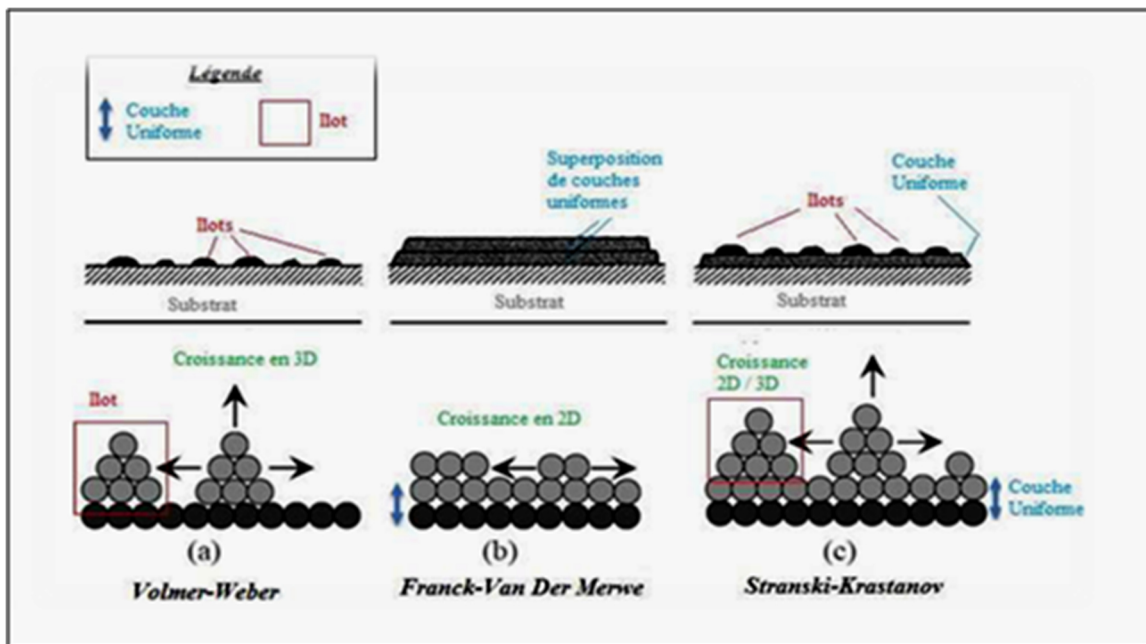 Légende
Couche
Uniforme
Ilot
Ilots
Superposition
de couches
uniformes
Ilots
Couche
Uniforme
Substrat
Substrat
Substrat
Croissance en 3D
Ilot
Croissance en 2D
Croissance
2D / 3D
Couche
Uniforme
(a)
(b)
(c)
Volmer-Weber
Franck-Van Der Merwe
Stranski-Krastanov